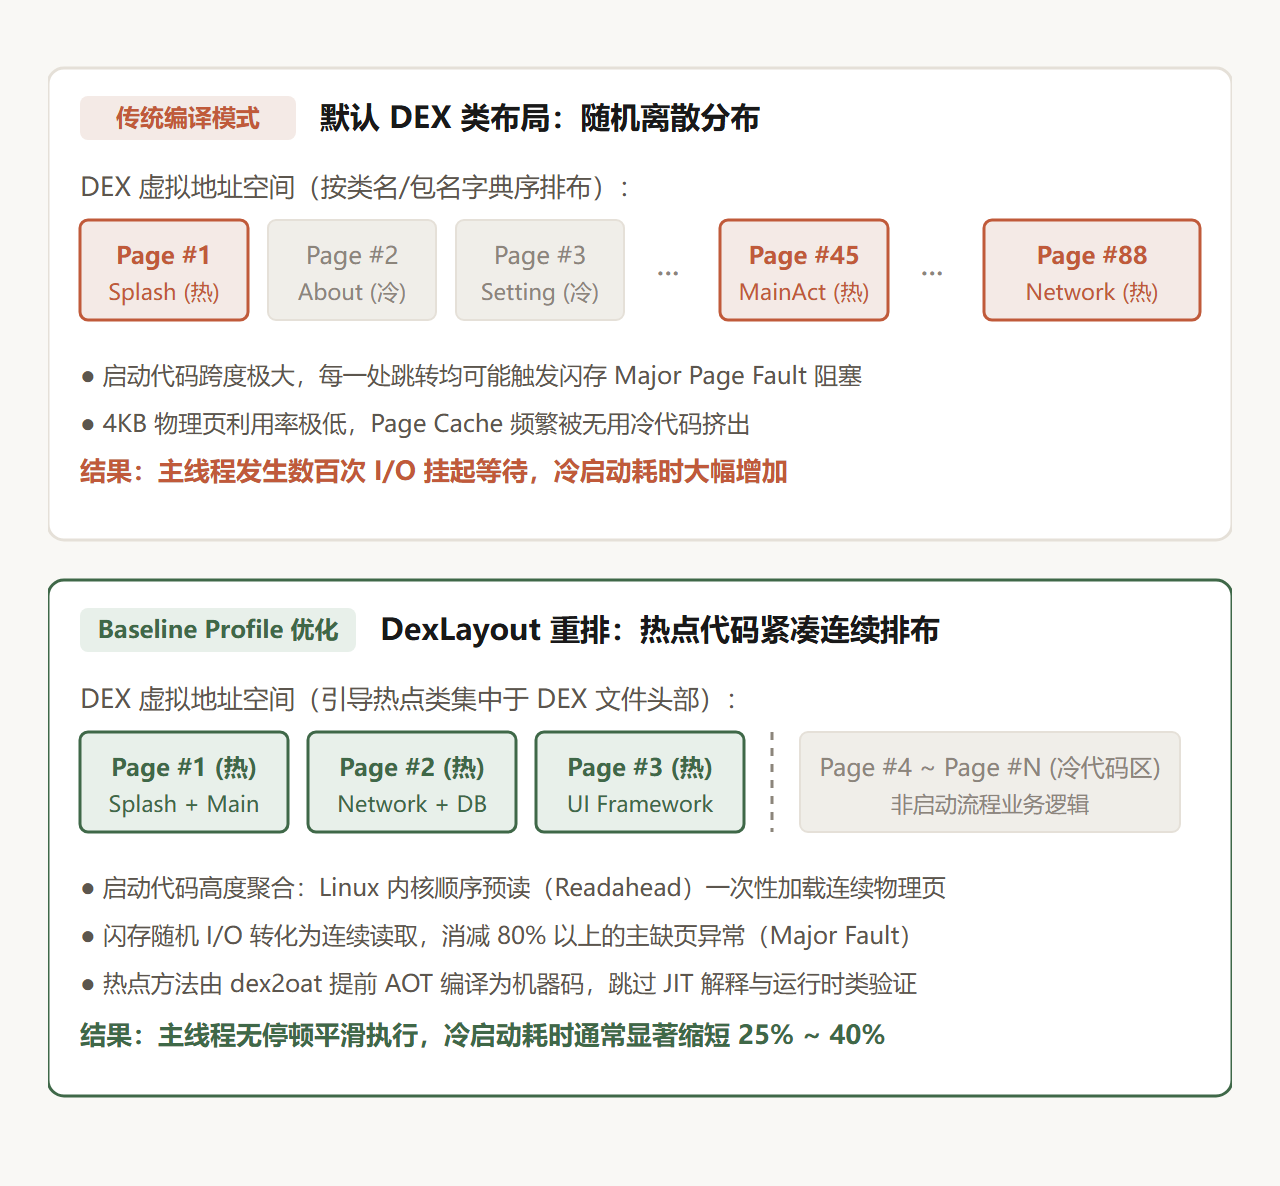 传统编译模式 默认 DEX 类布局：随机离散分布
DEX 虚拟地址空间（按类名/包名字典序排布）：
Page #1 Page #2 Page #3 ... Page #45 ... Page #88
Splash (热) About (冷) Setting (冷) MainAct (热) Network (热)
● 启动代码跨度极大，每一处跳转均可能触发闪存 Major Page Fault 阻塞
● 4KB 物理页利用率极低，Page Cache 频繁被无用冷代码挤出
结果：主线程发生数百次 I/O 挂起等待，冷启动耗时大幅增加
Baseline Profile 优化 DexLayout 重排：热点代码紧凑连续排布
DEX 虚拟地址空间（引导热点类集中于 DEX 文件头部）：
Page #1 (热) Page #2 (热) Page #3 (热) Page #4 ~ Page #N (冷代码区)
Splash + Main Network + DB UI Framework 非启动流程业务逻辑
● 启动代码高度聚合：Linux 内核顺序预读（Readahead）一次性加载连续物理页
● 闪存随机 I/O 转化为连续读取，消减 80% 以上的主缺页异常（Major Fault）
● 热点方法由 dex2oat 提前 AOT 编译为机器码，跳过 JIT 解释与运行时类验证
结果：主线程无停顿平滑执行，冷启动耗时通常显著缩短 25% ~ 40%